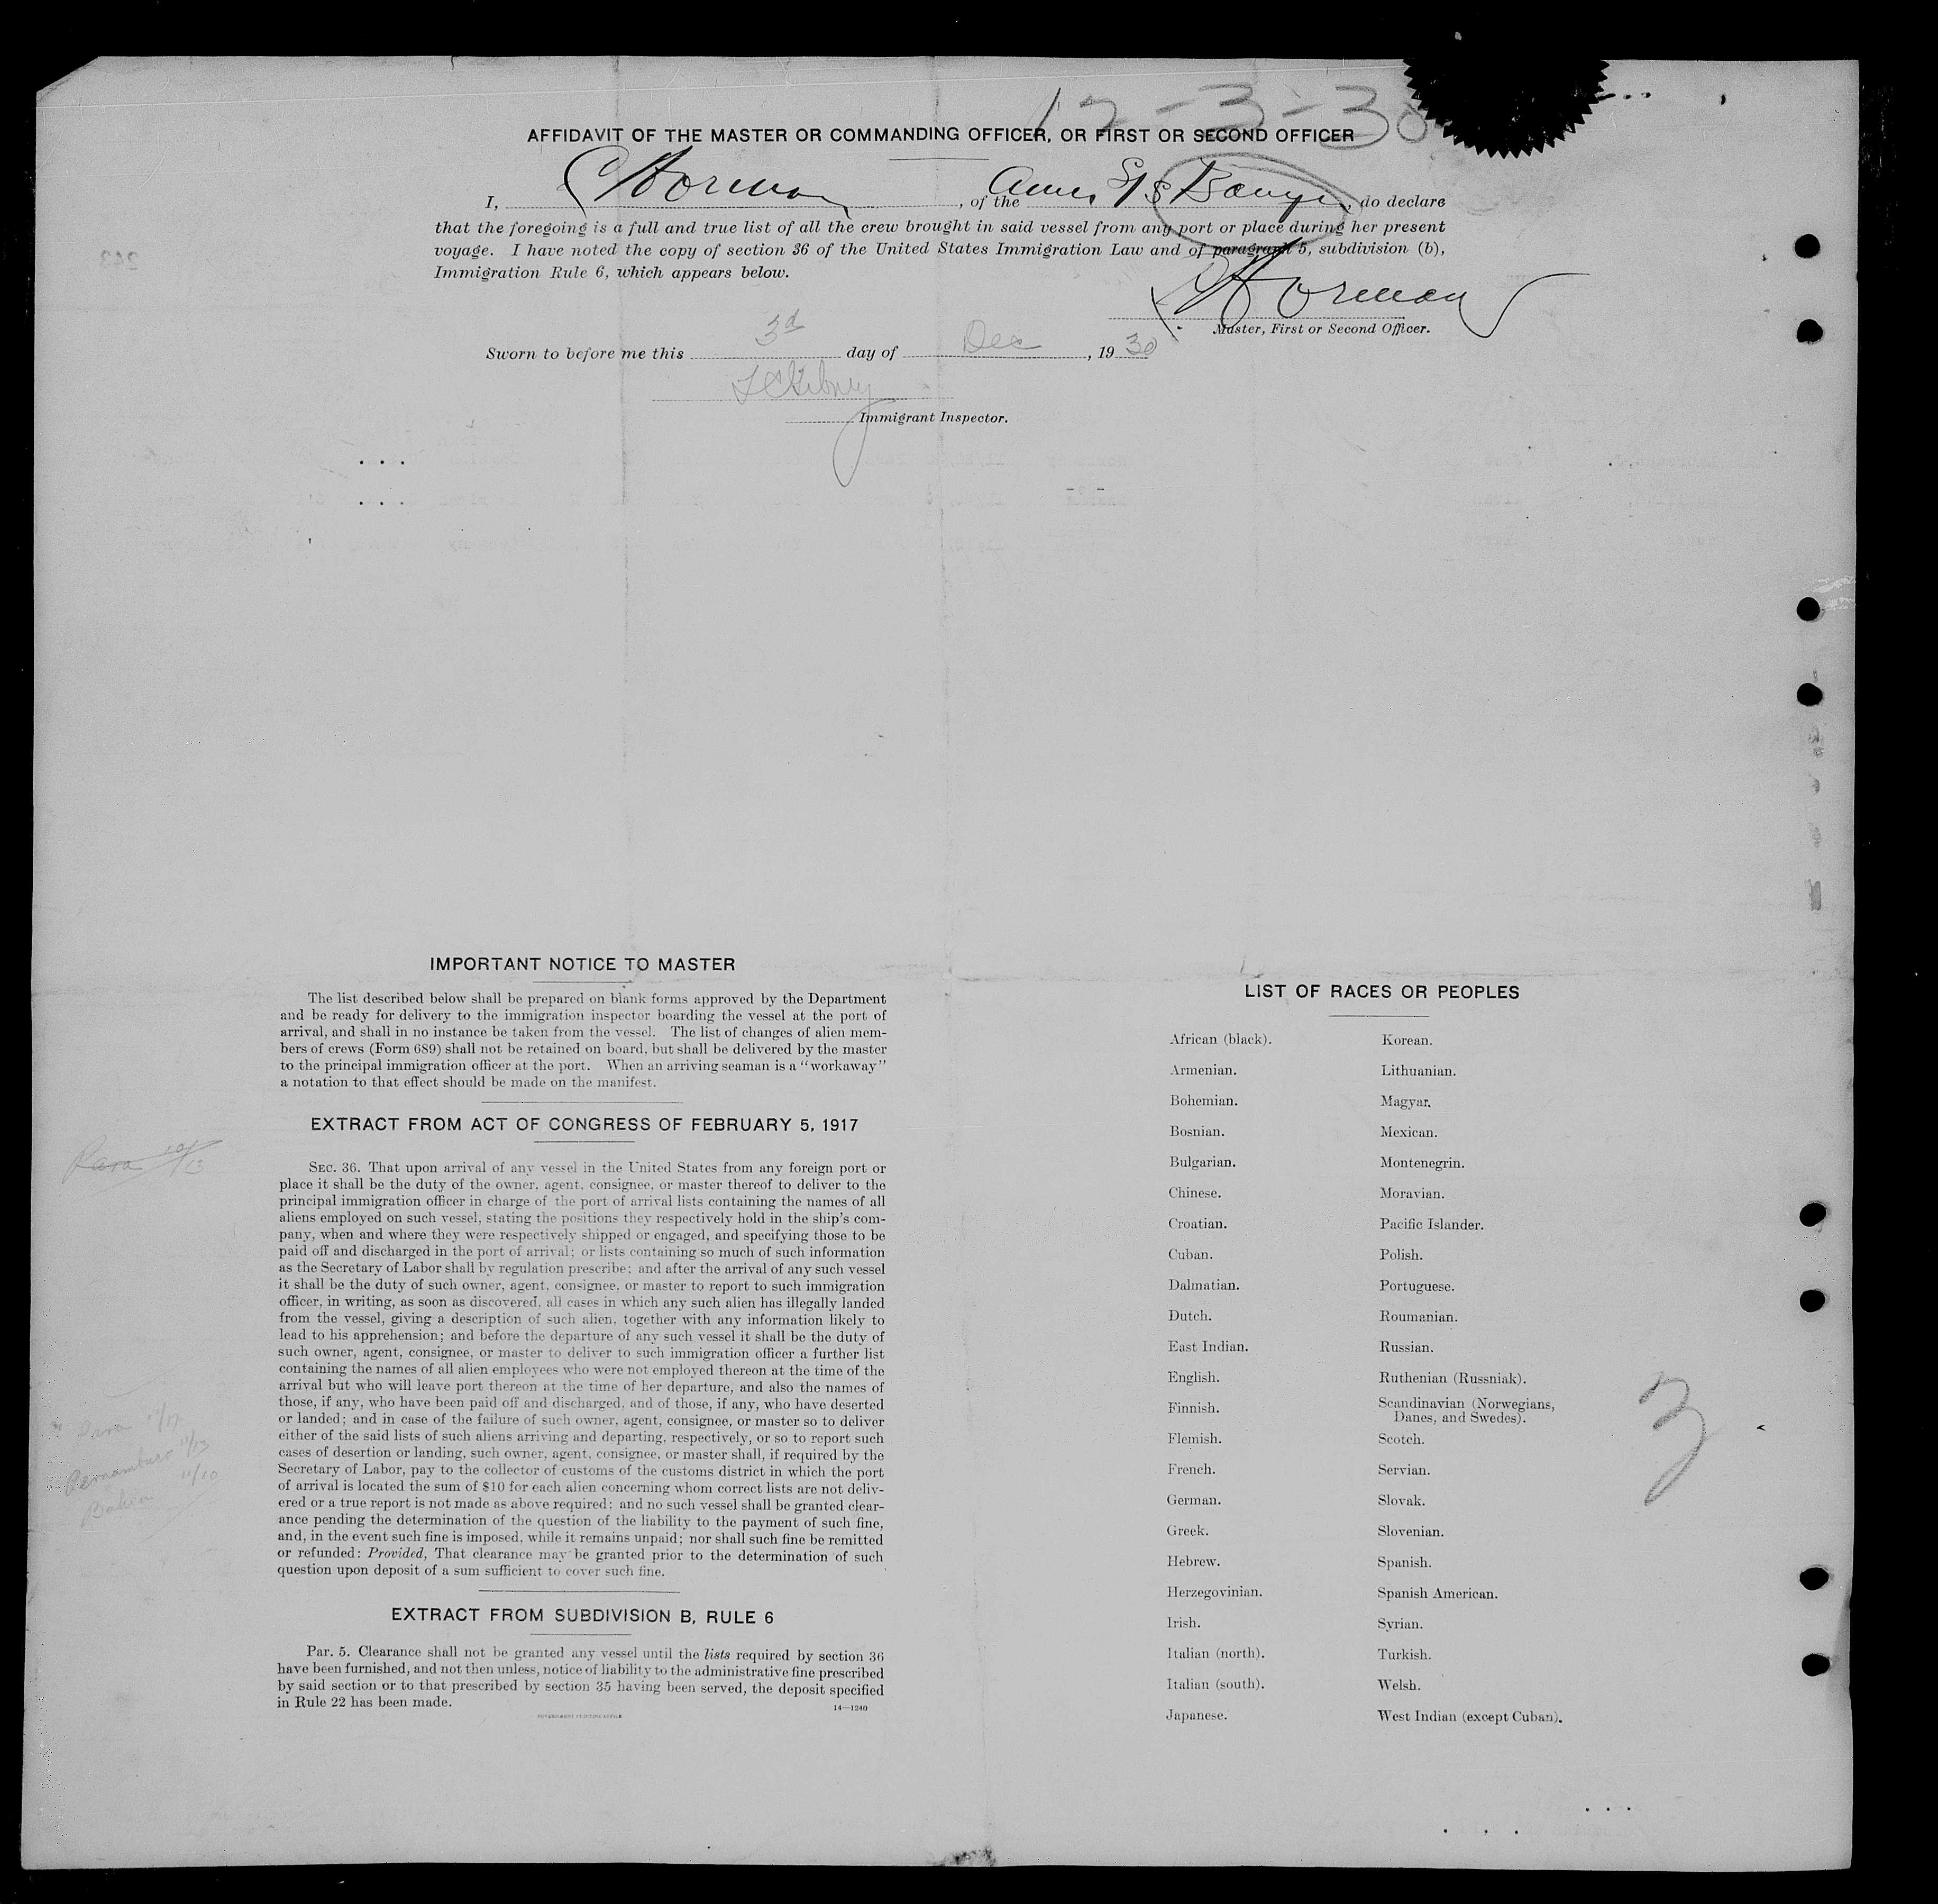 12-3-30
AFFIDAVIT OF THE MASTER OR COMMANDING OFFICER, OR FIRST OR SECOND OFFICER
I, C Horman, of the Amer S/S Bangu, do declare
that the foregoing is a full and true list of all the crew brought in said vessel from any port or place during her present
voyage. I have noted the copy of section 36 of the United States Immigration Law and of paragraph 5, subdivision (b),
Immigration Rule 6, which appears below.
C Horman
Master, First or Second Officer.
Sworn to before me this 3d day of Dec, 1930
Immigrant Inspector.
243
IMPORTANT NOTICE TO MASTER
The list described below shall be prepared on blank forms approved by the Department
and be ready for delivery to the immigration inspector boarding the vessel at the port of
arrival, and shall in no instance be taken from the vessel. The list of changes of alien mem-
bers of crews (Form 689) shall not be retained on board, but shall be delivered by the master
to the principal immigration officer at the port. When an arriving seaman is a "workaway"
a notation to that effect should be made on the manifest.
EXTRACT FROM ACT OF CONGRESS OF FEBRUARY 5, 1917
SEC. 36. That upon arrival of any vessel in the United States from any foreign port or
place it shall be the duty of the owner, agent, consignee, or master thereof to deliver to the
principal immigration officer in charge of the port of arrival lists containing the names of all
aliens employed on such vessel, stating the positions they respectively hold in the ship's com-
pany, when and where they were respectively shipped or engaged, and specifying those to be
paid off and discharged in the port of arrival; or lists containing so much of such information
as the Secretary of Labor shall by regulation prescribe; and after the arrival of any such vessel
it shall be the duty of such owner, agent, consignee, or master to report to such immigration
officer, in writing, as soon as discovered, all cases in which any such alien has illegally landed
from the vessel, giving a description of such alien, together with any information likely to
lead to his apprehension; and before the departure of any such vessel it shall be the duty of
such owner, agent, consignee, or master to deliver to such immigration officer a further list
containing the names of all alien employees who were not employed thereon at the time of the
arrival but who will leave port thereon at the time of her departure, and also the names of
those, if any, who have been paid off and discharged, and of those, if any, who have deserted
or landed; and in case of the failure of such owner, agent, consignee, or master so to deliver
either of the said lists of such aliens arriving and departing, respectively, or so to report such
cases of desertion or landing, such owner, agent, consignee, or master shall, if required by the
Secretary of Labor, pay to the collector of customs of the customs district in which the port
of arrival is located the sum of $10 for each alien concerning whom correct lists are not deliv-
ered or a true report is not made as above required; and no such vessel shall be granted clear-
ance pending the determination of the question of the liability to the payment of such fine,
and, in the event such fine is imposed, while it remains unpaid; nor shall such fine be remitted
or refunded: Provided, That clearance may be granted prior to the determination of such
question upon deposit of a sum sufficient to cover such fine.
EXTRACT FROM SUBDIVISION B, RULE 6
Par. 5. Clearance shall not be granted any vessel until the lists required by section 36
have been furnished, and not then unless, notice of liability to the administrative fine prescribed
by said section or to that prescribed by section 35 having been served, the deposit specified
in Rule 22 has been made.
14—1240
GOVERNMENT PRINTING OFFICE
Para 10/13
Para 11/17
Pernambuco 11/13
Bahia 11/10
LIST OF RACES OR PEOPLES
African (black).
Armenian.
Bohemian.
Bosnian.
Bulgarian.
Chinese.
Croatian.
Cuban.
Dalmatian.
Dutch.
East Indian.
English.
Finnish.
Flemish.
French.
German.
Greek.
Hebrew.
Herzegovinian.
Irish.
Italian (north).
Italian (south).
Japanese.
Korean.
Lithuanian.
Magyar.
Mexican.
Montenegrin.
Moravian.
Pacific Islander.
Polish.
Portuguese.
Roumanian.
Russian.
Ruthenian (Russniak).
Scandinavian (Norwegians,
Danes, and Swedes).
Scotch.
Servian.
Slovak.
Slovenian.
Spanish.
Spanish American.
Syrian.
Turkish.
Welsh.
West Indian (except Cuban).
3